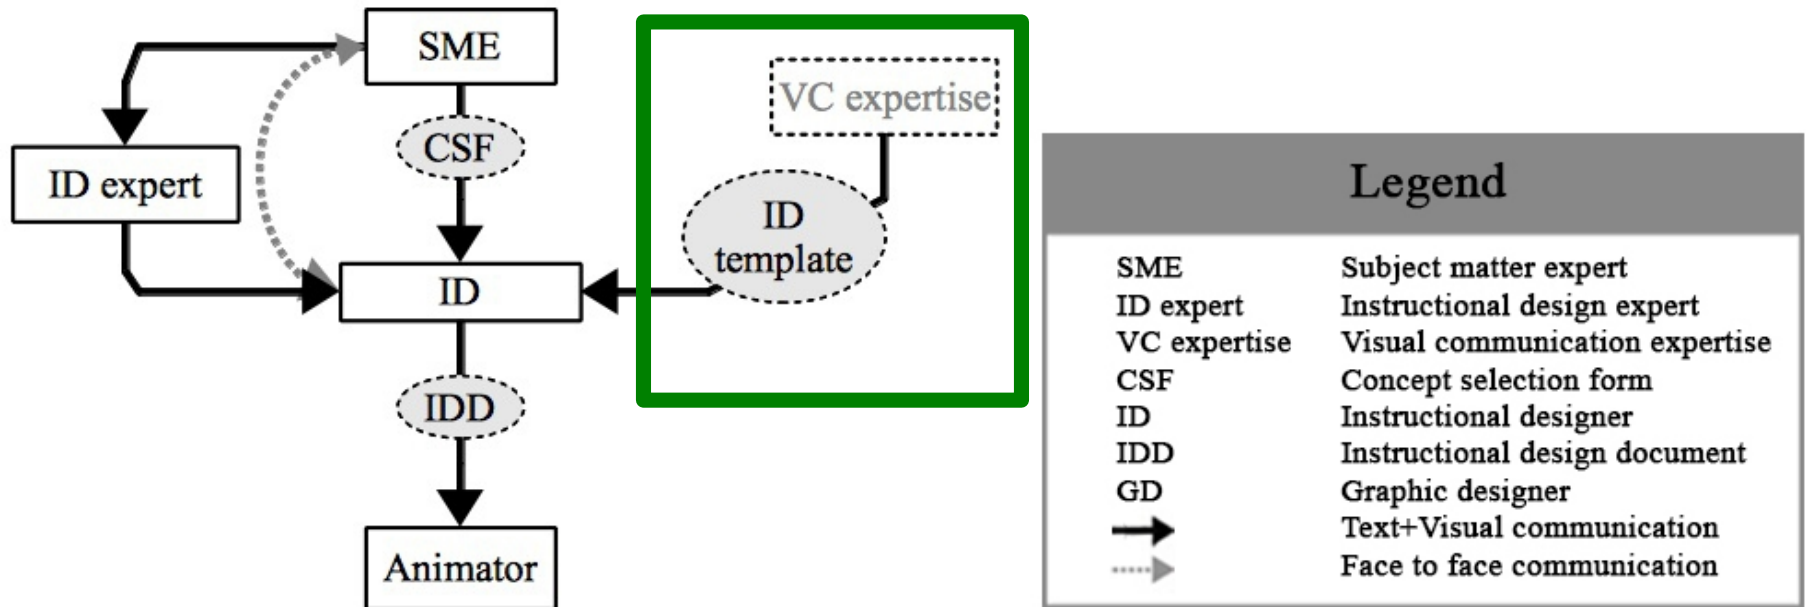 SME
VC expertise
CSF
ID expert
ID
template
ID
IDD
Animator
Legend
SME Subject matter expert
ID expert Instructional design expert
VC expertise Visual communication expertise
CSF Concept selection form
ID Instructional designer
IDD Instructional design document
GD Graphic designer
Text+Visual communication
Face to face communication